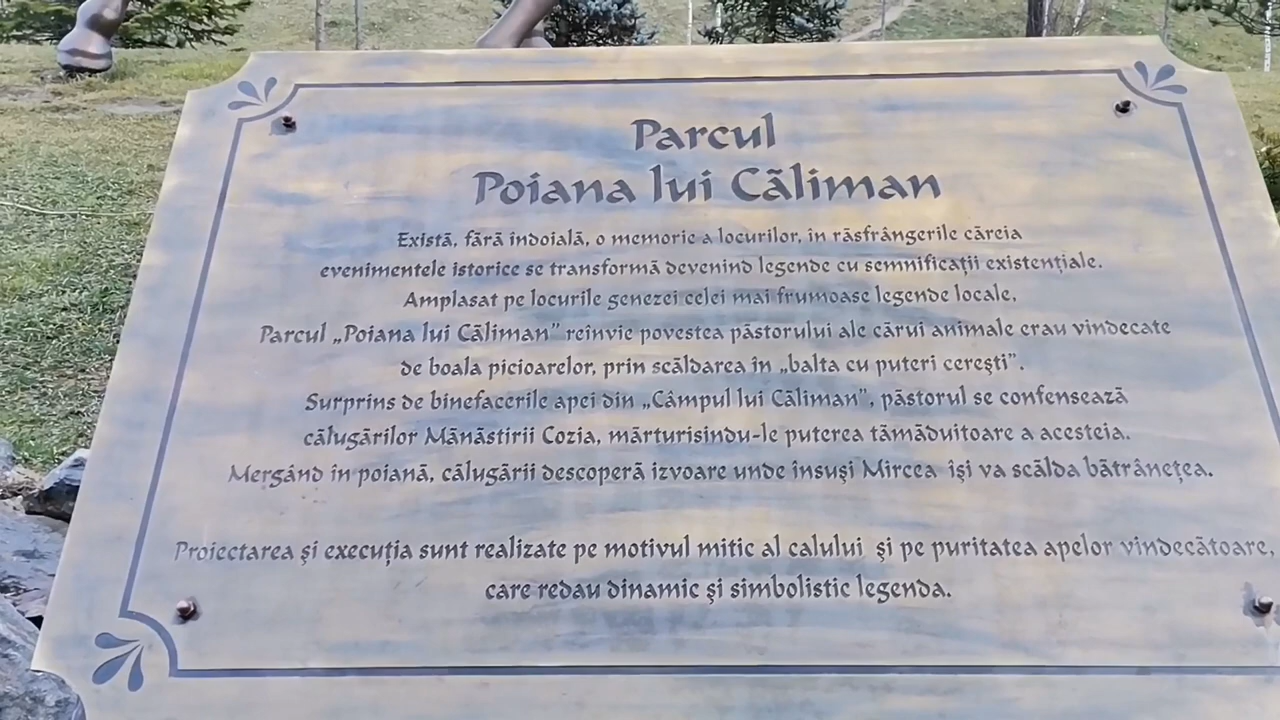 Parcul
Poiana lui Căliman
Există, fără îndoială, o memorie a locurilor, în răsfrângerile căreia
evenimentele istorice se transformă devenind legende cu semnificații existențiale.
Amplasat pe locurile genezei celei mai frumoase legende locale,
Parcul „Poiana lui Căliman” reînvie povestea păstorului ale cărui animale erau vindecate
de boala picioarelor, prin scăldarea în „balta cu puteri cerești”.
Surprins de binefacerile apei din „Câmpul lui Căliman”, păstorul se confensează
călugărilor Mănăstirii Cozia, mărturisindu-le puterea tămăduitoare a acesteia.
Mergând în poiană, călugării descoperă izvoare unde însuși Mircea își va scălda bătrânețea.
Proiectarea și execuția sunt realizate pe motivul mitic al calului și pe puritatea apelor vindecătoare,
care redau dinamic și simbolistic legenda.